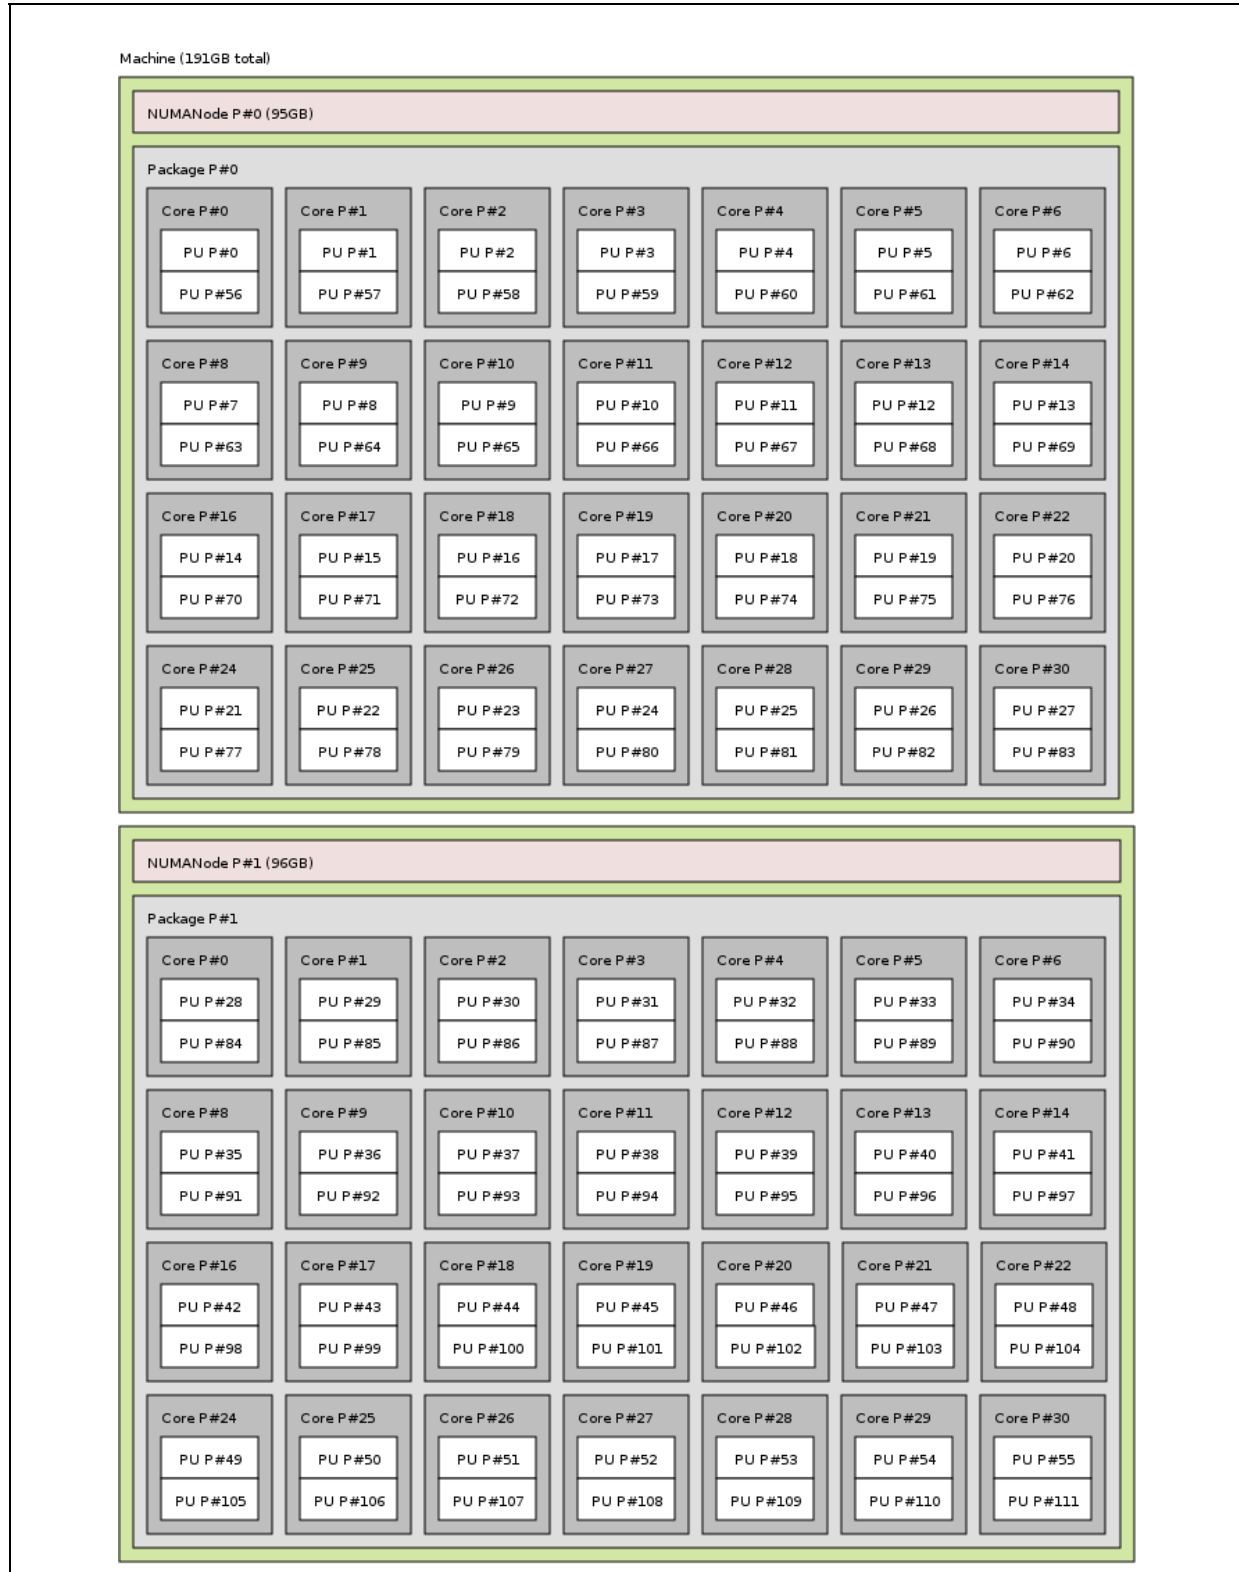 Machine (191GB total)
NUMANode P#0 (95GB)
Package P#0
Core P#0 Core P#1 Core P#2 Core P#3 Core P#4 Core P#5 Core P#6
PU P#0 PU P#1 PU P#2 PU P#3 PU P#4 PU P#5 PU P#6
PU P#56 PU P#57 PU P#58 PU P#59 PU P#60 PU P#61 PU P#62
Core P#8 Core P#9 Core P#10 Core P#11 Core P#12 Core P#13 Core P#14
PU P#7 PU P#8 PU P#9 PU P#10 PU P#11 PU P#12 PU P#13
PU P#63 PU P#64 PU P#65 PU P#66 PU P#67 PU P#68 PU P#69
Core P#16 Core P#17 Core P#18 Core P#19 Core P#20 Core P#21 Core P#22
PU P#14 PU P#15 PU P#16 PU P#17 PU P#18 PU P#19 PU P#20
PU P#70 PU P#71 PU P#72 PU P#73 PU P#74 PU P#75 PU P#76
Core P#24 Core P#25 Core P#26 Core P#27 Core P#28 Core P#29 Core P#30
PU P#21 PU P#22 PU P#23 PU P#24 PU P#25 PU P#26 PU P#27
PU P#77 PU P#78 PU P#79 PU P#80 PU P#81 PU P#82 PU P#83
NUMANode P#1 (96GB)
Package P#1
Core P#0 Core P#1 Core P#2 Core P#3 Core P#4 Core P#5 Core P#6
PU P#28 PU P#29 PU P#30 PU P#31 PU P#32 PU P#33 PU P#34
PU P#84 PU P#85 PU P#86 PU P#87 PU P#88 PU P#89 PU P#90
Core P#8 Core P#9 Core P#10 Core P#11 Core P#12 Core P#13 Core P#14
PU P#35 PU P#36 PU P#37 PU P#38 PU P#39 PU P#40 PU P#41
PU P#91 PU P#92 PU P#93 PU P#94 PU P#95 PU P#96 PU P#97
Core P#16 Core P#17 Core P#18 Core P#19 Core P#20 Core P#21 Core P#22
PU P#42 PU P#43 PU P#44 PU P#45 PU P#46 PU P#47 PU P#48
PU P#98 PU P#99 PU P#100 PU P#101 PU P#102 PU P#103 PU P#104
Core P#24 Core P#25 Core P#26 Core P#27 Core P#28 Core P#29 Core P#30
PU P#49 PU P#50 PU P#51 PU P#52 PU P#53 PU P#54 PU P#55
PU P#105 PU P#106 PU P#107 PU P#108 PU P#109 PU P#110 PU P#111